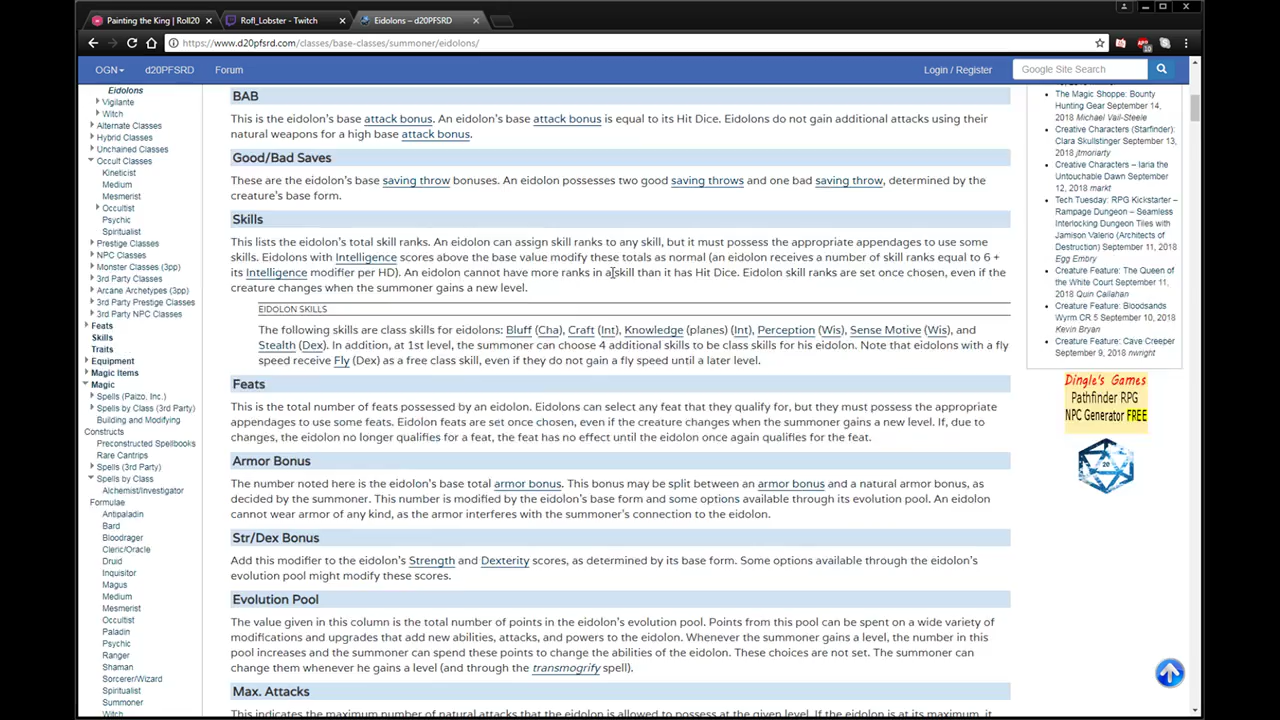 Painting the King | Roll20
Rofl_Lobster - Twitch
Eidolons – d20PFSRD
https://www.d20pfsrd.com/classes/base-classes/summoner/eidolons/
OGN
d20PFSRD
Forum
Login / Register
Google Site Search
Eidolons
Vigilante
Witch
Alternate Classes
Hybrid Classes
Unchained Classes
Occult Classes
Kineticist
Medium
Mesmerist
Occultist
Psychic
Spiritualist
Prestige Classes
NPC Classes
Monster Classes (3pp)
3rd Party Classes
Arcane Archetypes (3pp)
3rd Party Prestige Classes
3rd Party NPC Classes
Feats
Skills
Traits
Equipment
Magic Items
Magic
Spells (Paizo, Inc.)
Spells by Class (3rd Party)
Building and Modifying
Constructs
Preconstructed Spellbooks
Rare Cantrips
Spells (3rd Party)
Spells by Class
Alchemist/Investigator
Formulae
Antipaladin
Bard
Bloodrager
Cleric/Oracle
Druid
Inquisitor
Magus
Medium
Mesmerist
Occultist
Paladin
Psychic
Ranger
Shaman
Sorcerer/Wizard
Spiritualist
Summoner
Witch
BAB
This is the eidolon's base attack bonus. An eidolon's base attack bonus is equal to its Hit Dice. Eidolons do not gain additional attacks using their
natural weapons for a high base attack bonus.
Good/Bad Saves
These are the eidolon's base saving throw bonuses. An eidolon possesses two good saving throws and one bad saving throw, determined by the
creature's base form.
Skills
This lists the eidolon's total skill ranks. An eidolon can assign skill ranks to any skill, but it must possess the appropriate appendages to use some
skills. Eidolons with Intelligence scores above the base value modify these totals as normal (an eidolon receives a number of skill ranks equal to 6 +
its Intelligence modifier per HD). An eidolon cannot have more ranks in a skill than it has Hit Dice. Eidolon skill ranks are set once chosen, even if the
creature changes when the summoner gains a new level.
EIDOLON SKILLS
The following skills are class skills for eidolons: Bluff (Cha), Craft (Int), Knowledge (planes) (Int), Perception (Wis), Sense Motive (Wis), and
Stealth (Dex). In addition, at 1st level, the summoner can choose 4 additional skills to be class skills for his eidolon. Note that eidolons with a fly
speed receive Fly (Dex) as a free class skill, even if they do not gain a fly speed until a later level.
Feats
This is the total number of feats possessed by an eidolon. Eidolons can select any feat that they qualify for, but they must possess the appropriate
appendages to use some feats. Eidolon feats are set once chosen, even if the creature changes when the summoner gains a new level. If, due to
changes, the eidolon no longer qualifies for a feat, the feat has no effect until the eidolon once again qualifies for the feat.
Armor Bonus
The number noted here is the eidolon's base total armor bonus. This bonus may be split between an armor bonus and a natural armor bonus, as
decided by the summoner. This number is modified by the eidolon's base form and some options available through its evolution pool. An eidolon
cannot wear armor of any kind, as the armor interferes with the summoner's connection to the eidolon.
Str/Dex Bonus
Add this modifier to the eidolon's Strength and Dexterity scores, as determined by its base form. Some options available through the eidolon's
evolution pool might modify these scores.
Evolution Pool
The value given in this column is the total number of points in the eidolon's evolution pool. Points from this pool can be spent on a wide variety of
modifications and upgrades that add new abilities, attacks, and powers to the eidolon. Whenever the summoner gains a level, the number in this
pool increases and the summoner can spend these points to change the abilities of the eidolon. These choices are not set. The summoner can
change them whenever he gains a level (and through the transmogrify spell).
Max. Attacks
This indicates the maximum number of natural attacks that the eidolon is allowed to possess at the given level. If the eidolon is at its maximum, it
The Magic Shoppe: Bounty
Hunting Gear September 14,
2018 Michael Vail-Steele
Creative Characters (Starfinder):
Clara Skullstinger September 13,
2018 jtmoriarty
Creative Characters – Iaria the
Untouchable Dawn September
12, 2018 markt
Tech Tuesday: RPG Kickstarter –
Rampage Dungeon – Seamless
Interlocking Dungeon Tiles with
Jamison Valerio (Architects of
Destruction) September 11, 2018
Egg Embry
Creature Feature: The Queen of
the White Court September 11,
2018 Quin Callahan
Creature Feature: Bloodsands
Wyrm CR 5 September 10, 2018
Kevin Bryan
Creature Feature: Cave Creeper
September 9, 2018 nwright
Dingle's Games
Pathfinder RPG
NPC Generator FREE
20